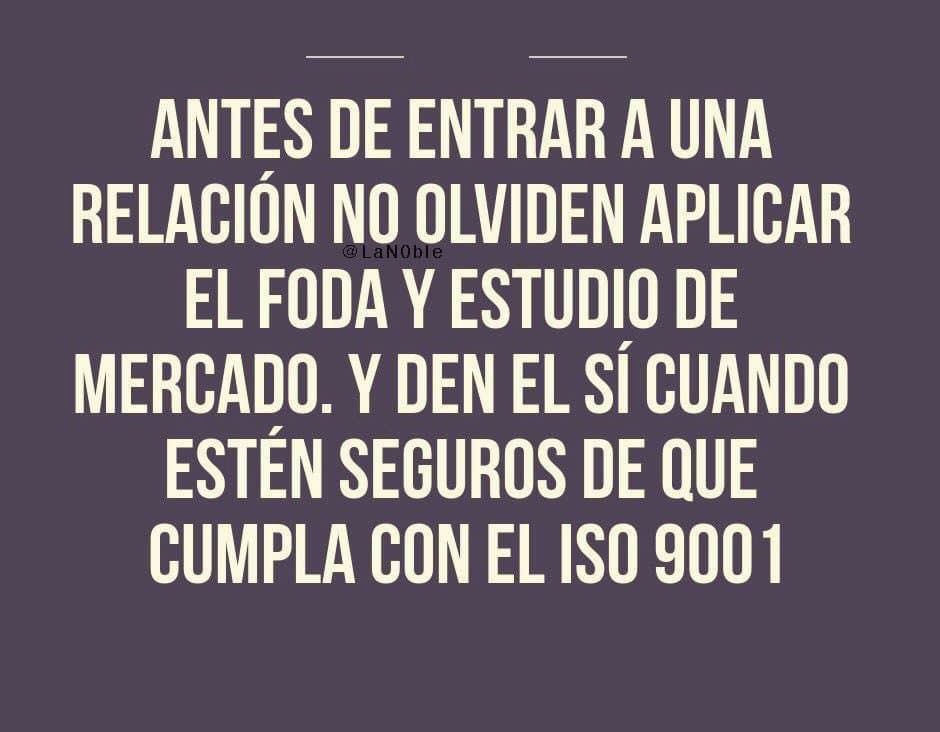 ANTES DE ENTRAR A UNA
RELACIÓN NO OLVIDEN APLICAR
@LaN0ble
EL FODA Y ESTUDIO DE
MERCADO. Y DEN EL SÍ CUANDO
ESTÉN SEGUROS DE QUE
CUMPLA CON EL ISO 9001